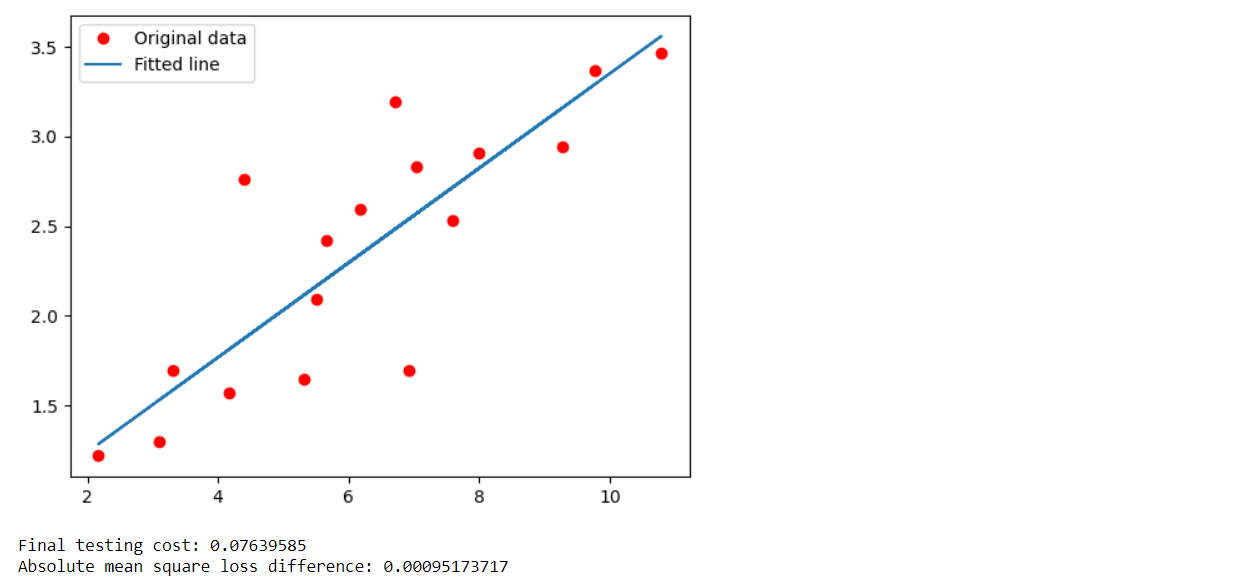 Original data
Fitted line
3.5
3.0
2.5
2.0
1.5
2 4 6 8 10
Final testing cost: 0.07639585
Absolute mean square loss difference: 0.00095173717